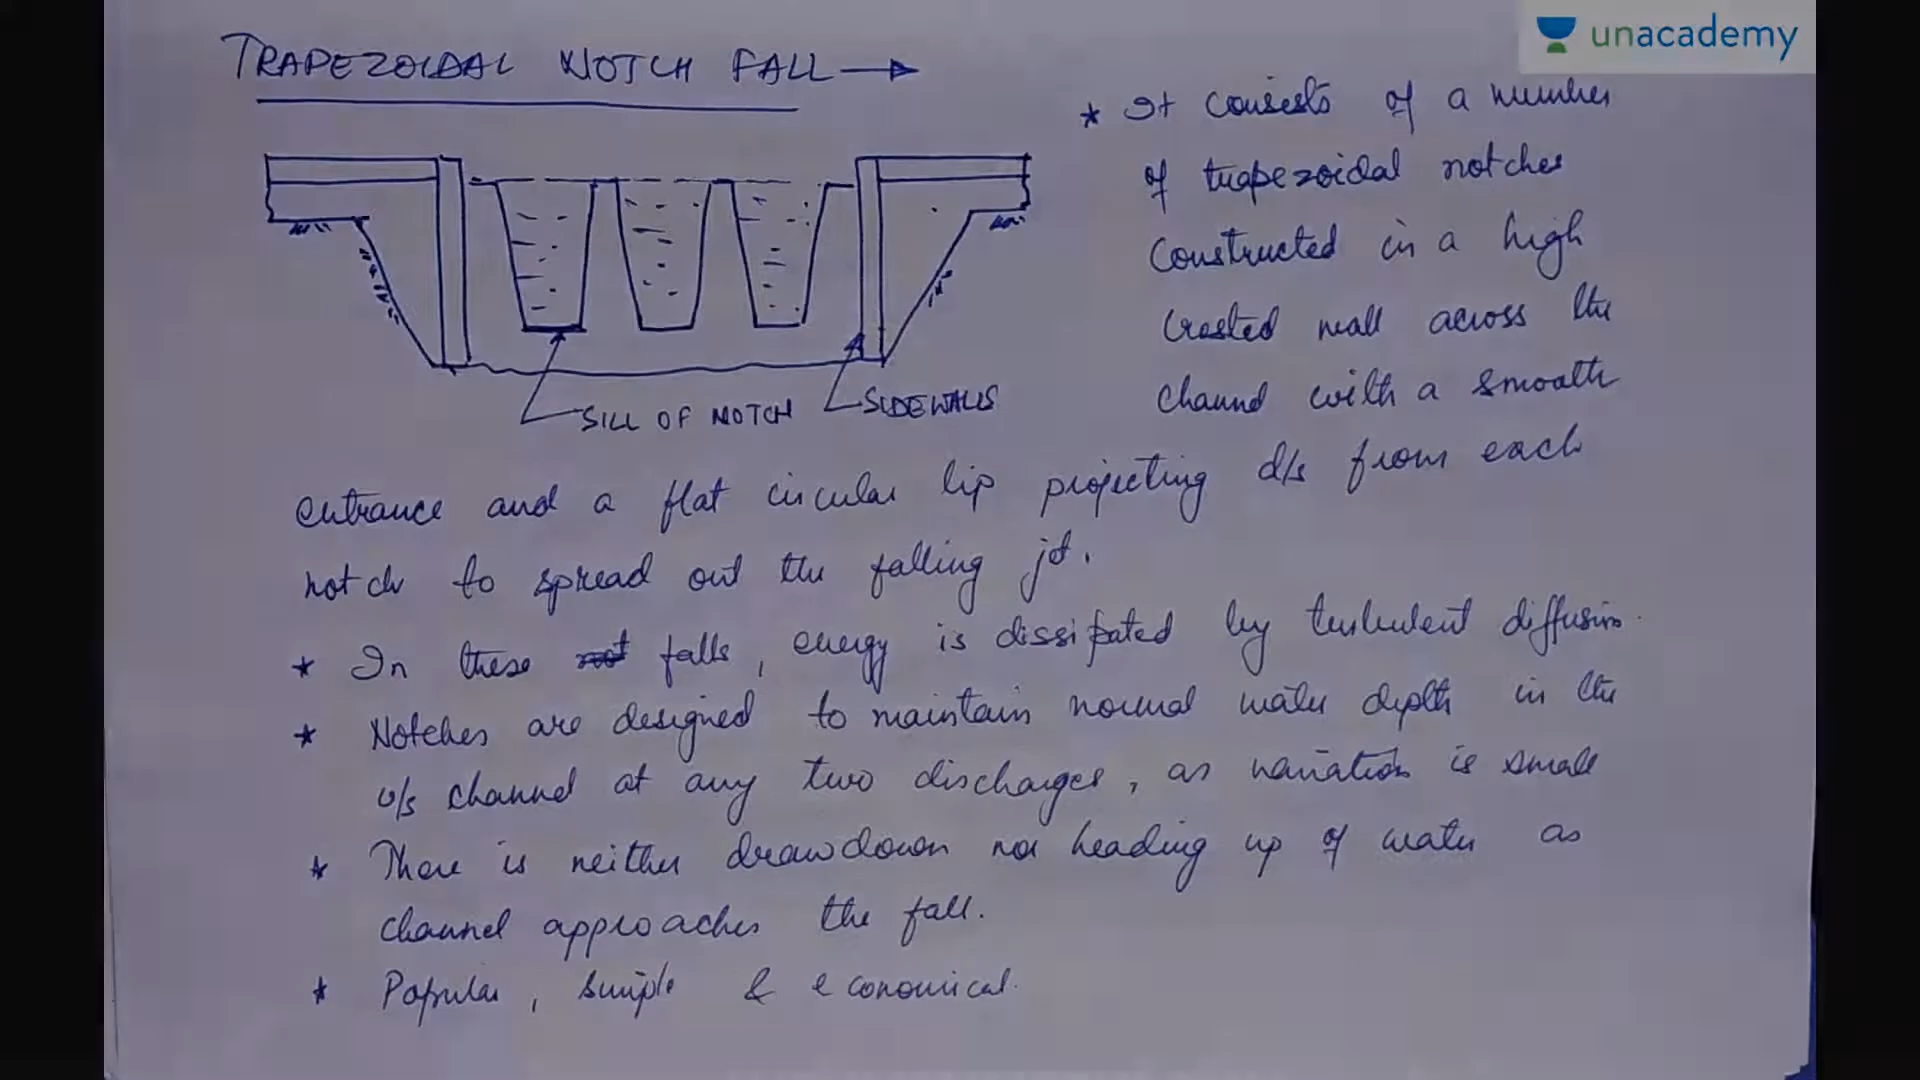 unacademy
TRAPEZOIDAL NOTCH FALL →
* It consists of a number
of trapezoidal notches
constructed in a high
crested wall across the
channel with a smooth
SILL OF NOTCH
SIDEWALLS
entrance and a flat circular lip projecting d/s from each
notch to spread out the falling jet.
* In these falls, energy is dissipated by turbulent diffusion.
* Notches are designed to maintain normal water depth in the
u/s channel at any two discharges, as variation is small
* There is neither drawdown nor heading up of water as
channel approaches the fall.
* Popular, simple & economical.